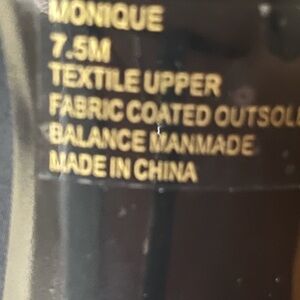 MONIQUE
7.5M
TEXTILE UPPER
FABRIC COATED OUTSOL
BALANCE MANMADE
MADE IN CHINA